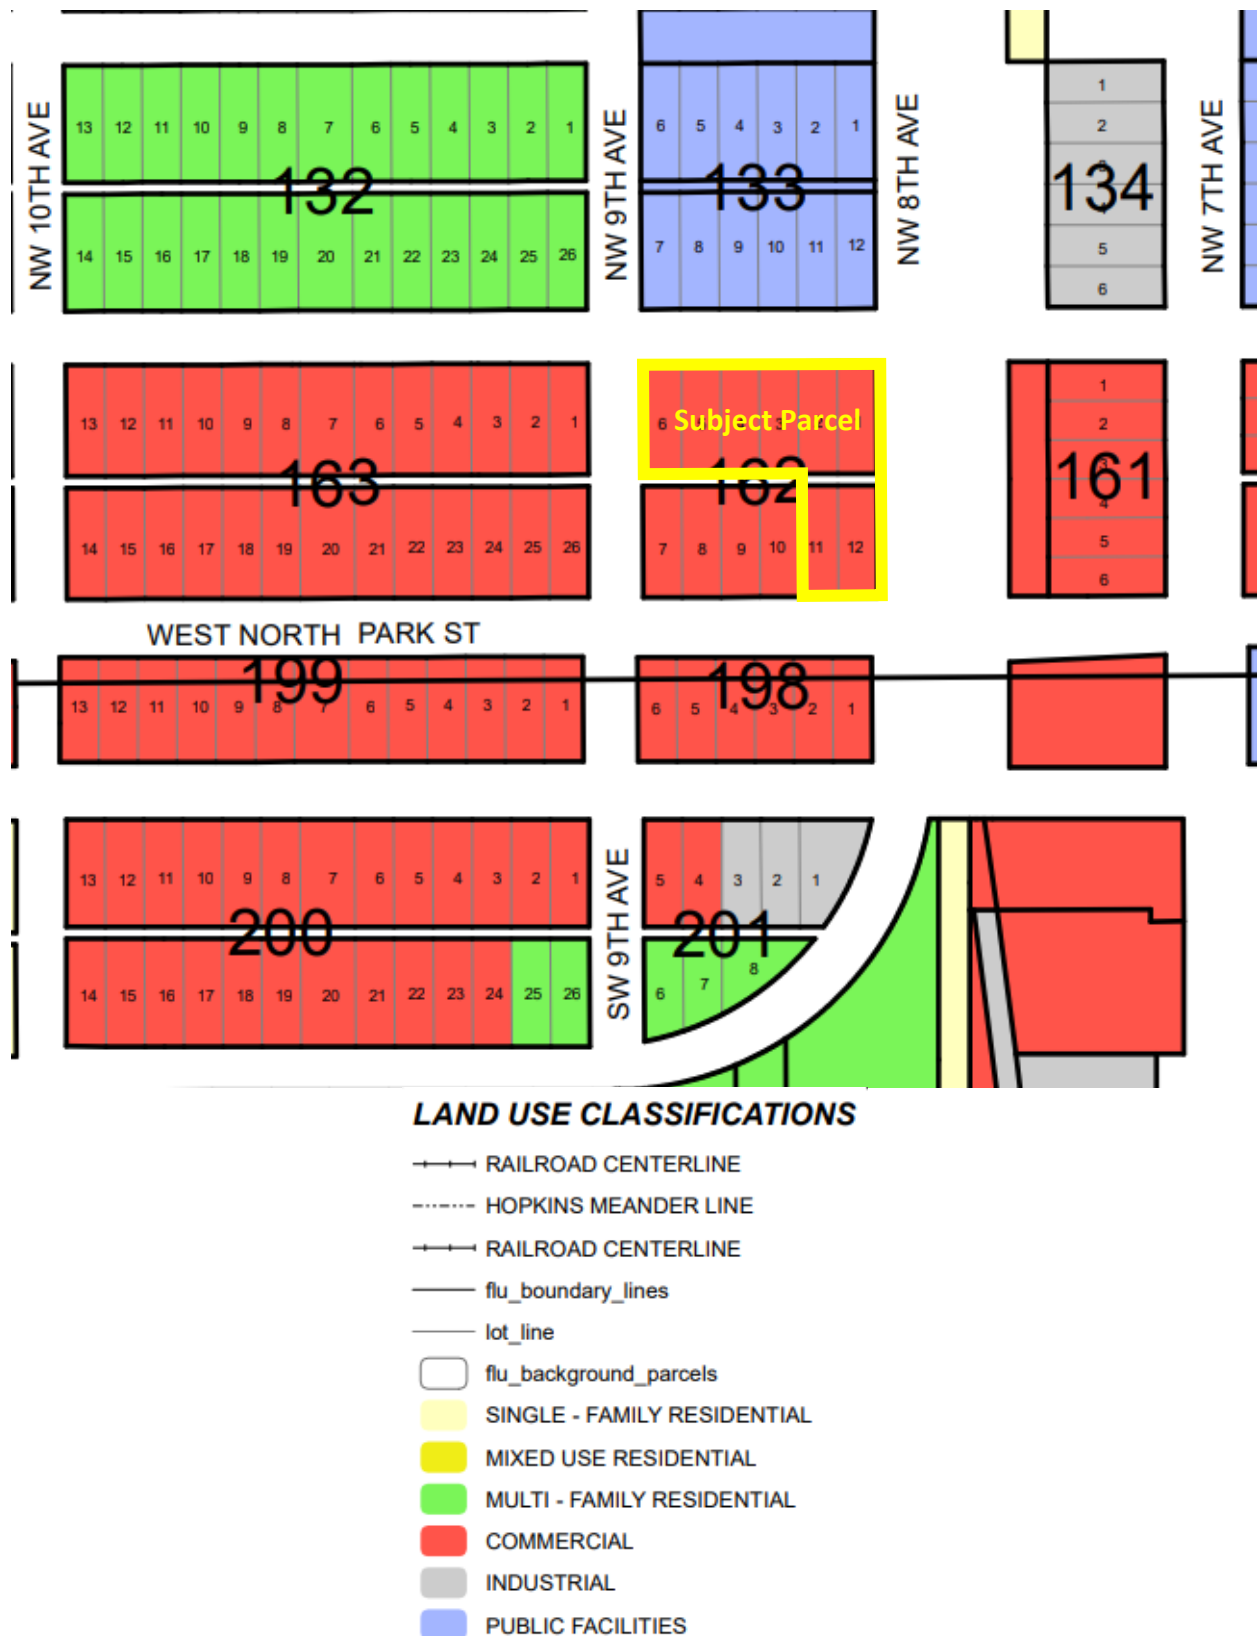 NW 10TH AVE
13 12 11 10 9 8 7 6 5 4 3 2 1
132
14 15 16 17 18 19 20 21 22 23 24 25 26
NW 9TH AVE
6 5 4 3 2 1
133
7 8 9 10 11 12
NW 8TH AVE
1
2
134
5
6
NW 7TH AVE
13 12 11 10 9 8 7 6 5 4 3 2 1
163
14 15 16 17 18 19 20 21 22 23 24 25 26
6
Subject Parcel
162
7 8 9 10 11 12
1
2
161
4
5
6
WEST NORTH PARK ST
199
13 12 11 10 9 8 7 6 5 4 3 2 1
198
6 5 4 3 2 1
13 12 11 10 9 8 7 6 5 4 3 2 1
200
14 15 16 17 18 19 20 21 22 23 24 25 26
SW 9TH AVE
5 4 3 2 1
201
6 7 8
LAND USE CLASSIFICATIONS
RAILROAD CENTERLINE
HOPKINS MEANDER LINE
RAILROAD CENTERLINE
flu_boundary_lines
lot_line
flu_background_parcels
SINGLE - FAMILY RESIDENTIAL
MIXED USE RESIDENTIAL
MULTI - FAMILY RESIDENTIAL
COMMERCIAL
INDUSTRIAL
PUBLIC FACILITIES